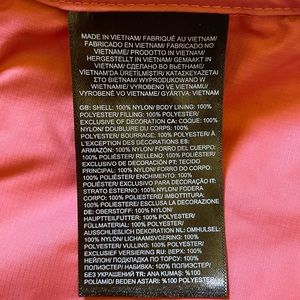 MADE IN VIETNAM/ FABRIQUÉ AU VIETNAM/
FABRICADO EN VIETNAM/ FABRICADO NO
VIETNAM/ PRODOTTO IN VIETNAM/
HERGESTELLT IN VIETNAM/ GEMAAKT IN
VIETNAM/ СДЕЛАНО ВО ВЬЕТНАМЕ/
VIETNAM'DA ÜRETİLMİŞTİR/ ΚΑΤΑΣΚΕΥΑΖΕΤΑΙ
ΣΤΟ ΒΙΕΤΝΑΜ/ WYPRODUKOWANO W WIETNAMIE/
VYROBENO VE VIETNAMU/ VYROBENÉ VO VIETNAME/ GYÁRTVA: VIETNAM
GB: SHELL: 100% NYLON/ BODY LINING: 100%
POLYESTER/FILLING: 100% POLYESTER/
EXCLUSIVE OF DECORATION CA: COQUE: 100%
NYLON/ DOUBLURE DU CORPS: 100%
POLYESTER/ BOURRAGE: 100% POLYESTER/ À
L'EXCEPTION DES DÉCORATIONS ES:
ARMAZÓN: 100% NYLON/ FORRO DEL CUERPO:
100% POLIÉSTER/ RELLENO: 100% POLIÉSTER/
EXCLUSIVO DE DECORACIÓN PT: TECIDO
PRINCIPAL: 100% NYLON/ FORRO DO CORPO:
100% POLIÉSTER/ ENCHIMENTO: 100%
POLIÉSTER/ EXCLUSIVO DE DECORAÇÃO IT:
STRATO ESTERNO: 100% NYLON/ FODERA
CORPO: 100% POLIESTERE/ IMBOTTITURA: 100%
POLIESTERE/ ESCLUSA LA DECORAZIONE
DE: OBERSTOFF: 100% NYLON/
HAUPTFUTTER: 100% POLYESTER/
FÜLLMATERIAL: 100% POLYESTER/
AUSSCHLIESSLICH DEKORATION NL: OMHULSEL:
100% NYLON/ LICHAAMSVOERING: 100%
POLYESTER/ VULLING: 100% POLYESTER/
EXCLUSIEF VERSIERING RU: ВЕРХ: 100%
НЕЙЛОН/ ПОДКЛАДКА ПО ТОРСУ: 100%
ПОЛИЭСТЕР/ НАБИВКА: 100% ПОЛИЭСТЕР/
БЕЗ УКРАШЕНИЙ TR: ANA KUMAŞ: %100
POLİAMİD/ BEDEN ASTARI: %100 POLYESTER/